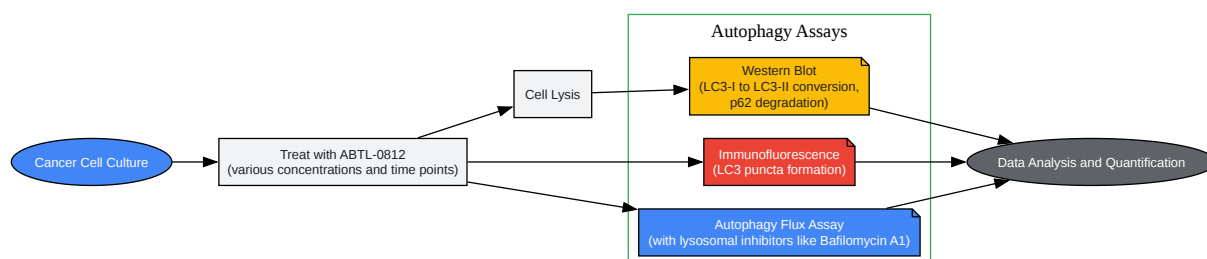 Autophagy Assays
Western Blot
(LC3-I to LC3-II conversion,
p62 degradation)
Cell Lysis
Cancer Cell Culture
Treat with ABTL-0812
(various concentrations and time points)
Immunofluorescence
(LC3 puncta formation)
Data Analysis and Quantification
Autophagy Flux Assay
(with lysosomal inhibitors like Bafilomycin A1)